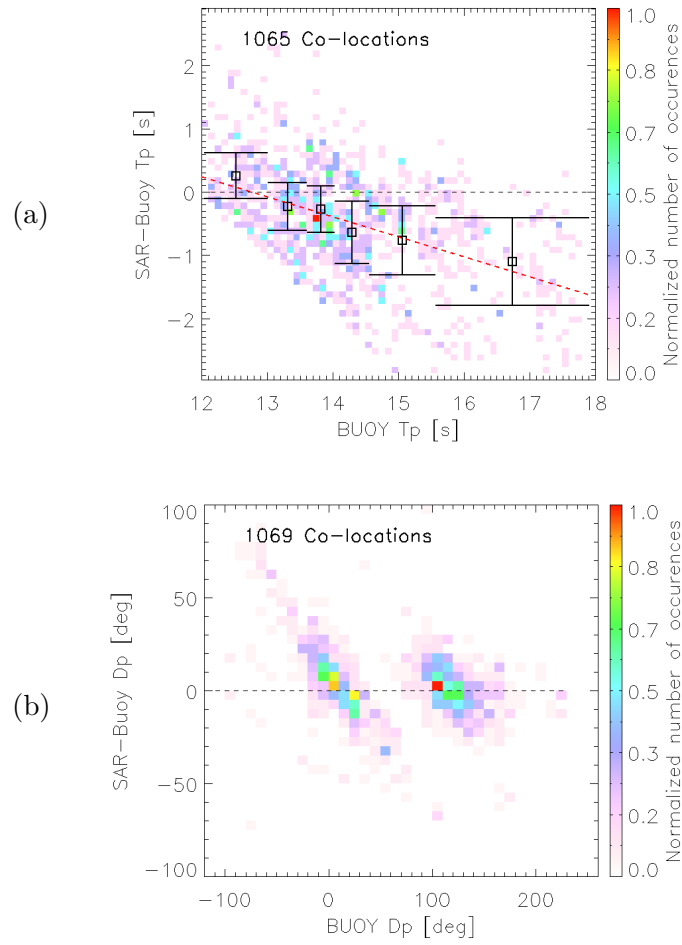 (a)
1065 Co-locations
SAR-Buoy Tp [s]
2
1
0
-1
-2
12 13 14 15 16 17 18
BUOY Tp [s]
1.0
0.8
0.7
0.5
0.3
0.2
0.0
Normalized number of occurences
(b)
1069 Co-locations
SAR-Buoy Dp [deg]
100
50
0
-50
-100
-100 0 100 200
BUOY Dp [deg]
1.0
0.8
0.7
0.5
0.3
0.2
0.0
Normalized number of occurences